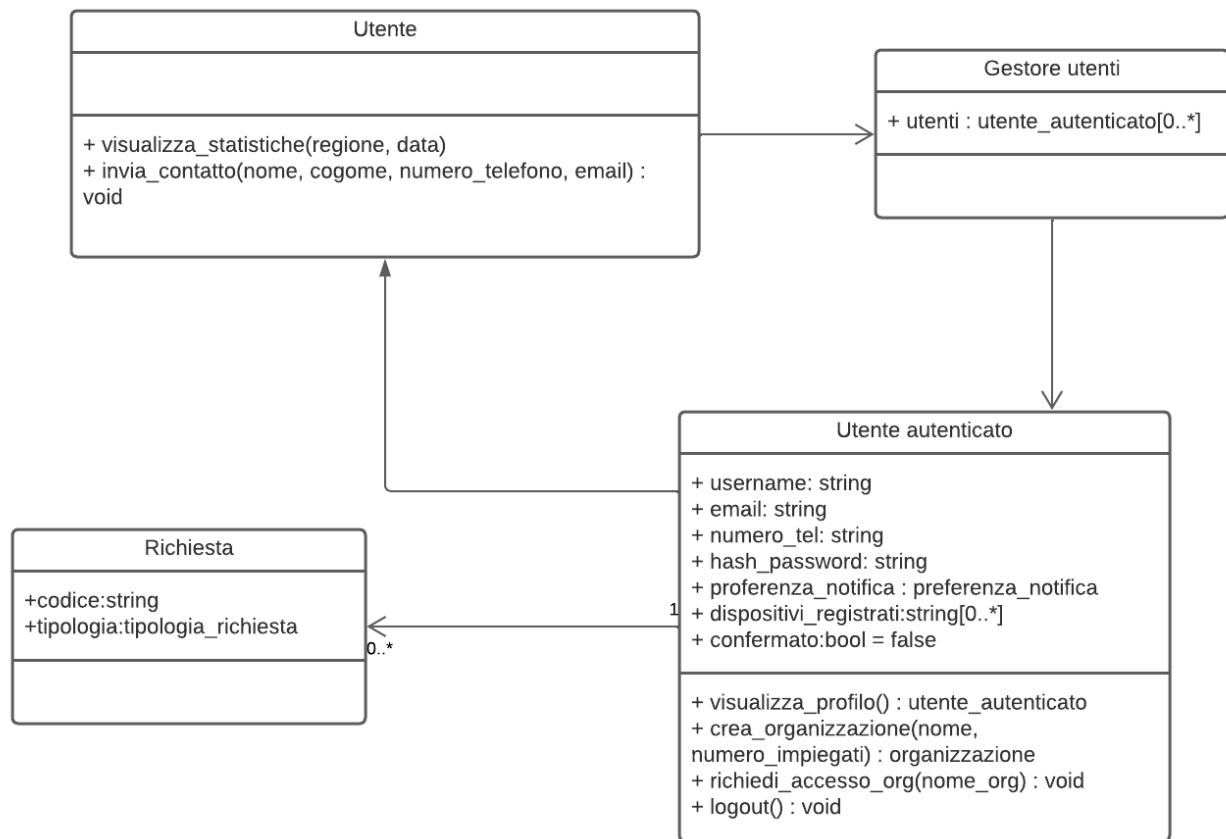 Utente
+ visualizza_statistiche(regione, data)
+ invia_contatto(nome, cogome, numero_telefono, email) :
void
Gestore utenti
+ utenti : utente_autenticato[0..*]
Utente autenticato
+ username: string
+ email: string
+ numero_tel: string
+ hash_password: string
+ proferenza_notifica : preferenza_notifica
+ dispositivi_registrati:string[0..*]
+ confermato:bool = false
+ visualizza_profilo() : utente_autenticato
+ crea_organizzazione(nome,
numero_impiegati) : organizzazione
+ richiedi_accesso_org(nome_org) : void
+ logout() : void
Richiesta
+codice:string
+tipologia:tipologia_richiesta
1
0..*